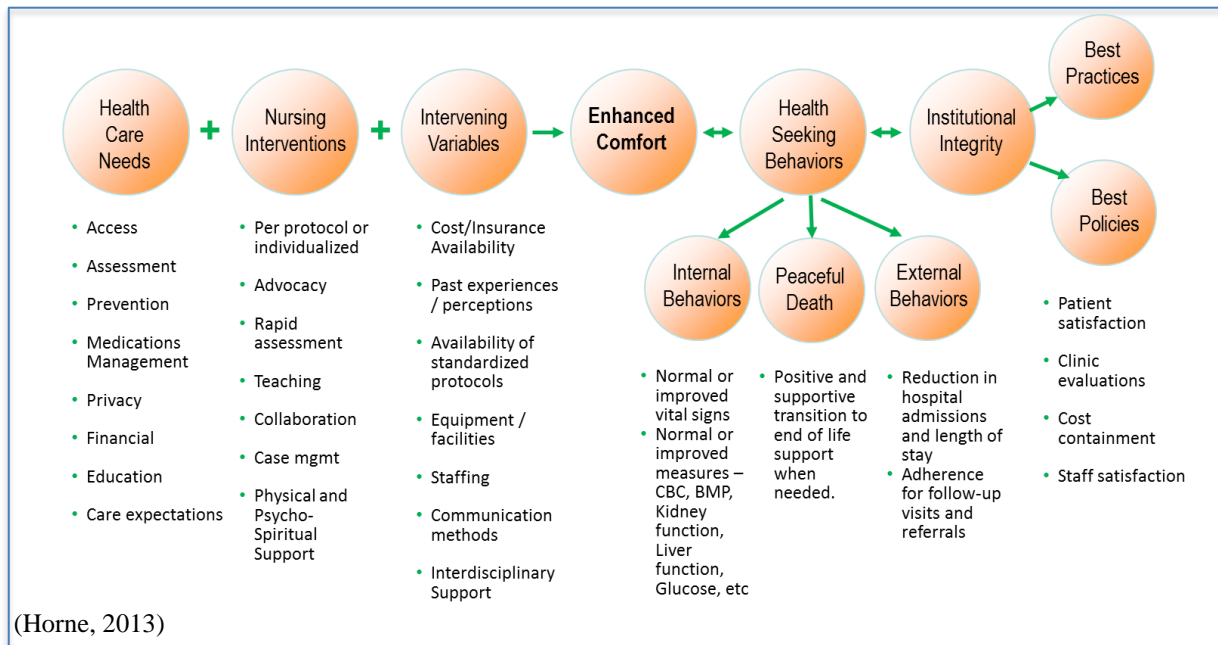 Health
Care
Needs
+
Nursing
Interventions
+
Intervening
Variables
Enhanced
Comfort
Health
Seeking
Behaviors
Institutional
Integrity
Best
Practices
Best
Policies
• Access
• Assessment
• Prevention
• Medications
Management
• Privacy
• Financial
• Education
• Care expectations
• Per protocol or
individualized
• Advocacy
• Rapid
assessment
• Teaching
• Collaboration
• Case mgmt
• Physical and
Psycho-
Spiritual
Support
• Cost/Insurance
Availability
• Past experiences
/ perceptions
• Availability of
standardized
protocols
• Equipment /
facilities
• Staffing
• Communication
methods
• Interdisciplinary
Support
Internal
Behaviors
Peaceful
Death
External
Behaviors
• Normal or
improved
vital signs
• Normal or
improved
measures –
CBC, BMP,
Kidney
function,
Liver
function,
Glucose, etc
• Positive and
supportive
transition to
end of life
support
when
needed.
• Reduction in
hospital
admissions
and length of
stay
• Adherence
for follow-up
visits and
referrals
• Patient
satisfaction
• Clinic
evaluations
• Cost
containment
• Staff satisfaction
(Horne, 2013)